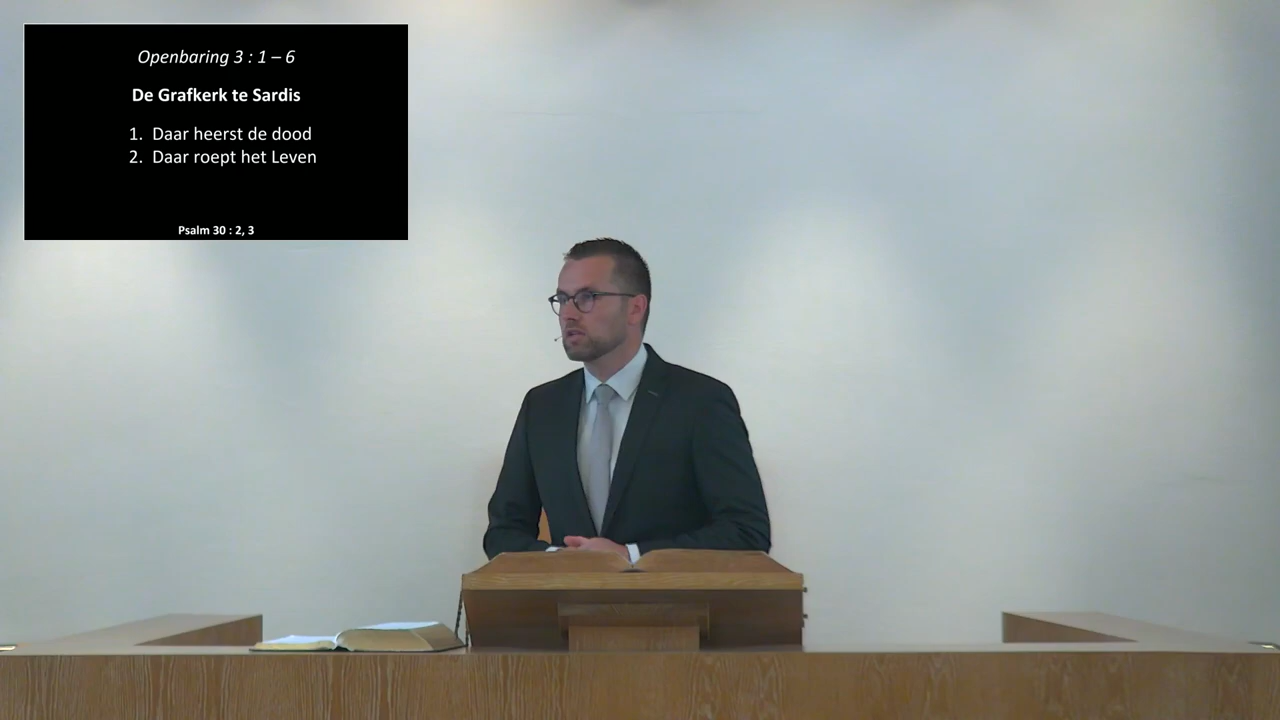 Openbaring 3 : 1 – 6
De Grafkerk te Sardis
1. Daar heerst de dood
2. Daar roept het Leven
Psalm 30 : 2, 3